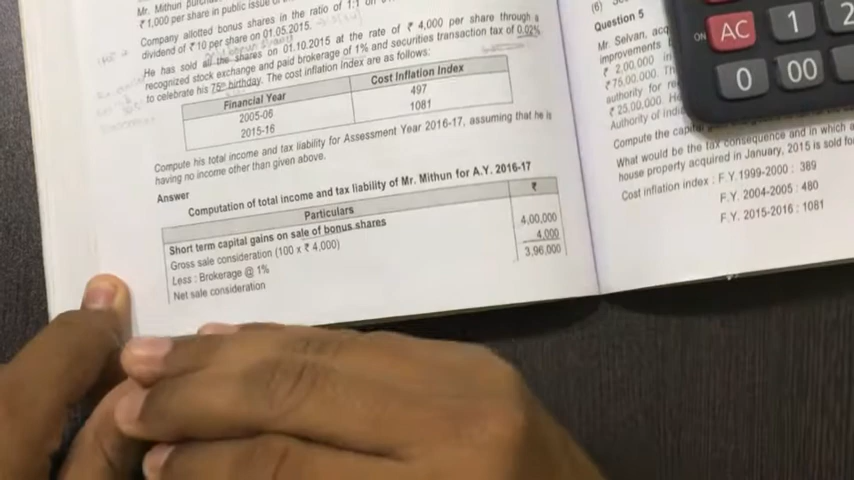 Mr. Mithun
₹ 1,000 per share in public issue
Company allotted bonus shares in the ratio of 1:1 on
dividend of ₹ 10 per share on 01.05.2015.
He has sold all the shares on 01.10.2015 at the rate of ₹ 4,000 per share through a
recognized stock exchange and paid brokerage of 1% and securities transaction tax of 0.02%
to celebrate his 75th birthday. The cost inflation Index are as follows:
Financial Year Cost Inflation Index
2005-06 497
2015-16 1081
Compute his total income and tax liability for Assessment Year 2016-17, assuming that he is
having no income other than given above.
Answer
Computation of total income and tax liability of Mr. Mithun for A.Y. 2016-17
Particulars ₹
Short term capital gains on sale of bonus shares
Gross sale consideration (100 x ₹ 4,000) 4,00,000
Less : Brokerage @ 1% 4,000
Net sale consideration 3,96,000
(6)
Question 5
Mr. Selvan, acq
improvements
₹ 2,00,000 in
₹ 75,00,000. Th
authority for re
₹ 25,00,000. He
Authority of Indi
Compute the capita
What would be the tax consequence and in which a
house property acquired in January, 2015 is sold fo
Cost inflation index : F.Y. 1999-2000 : 389
F.Y. 2004-2005 : 480
F.Y. 2015-2016 : 1081
ON AC 1 2
0 00